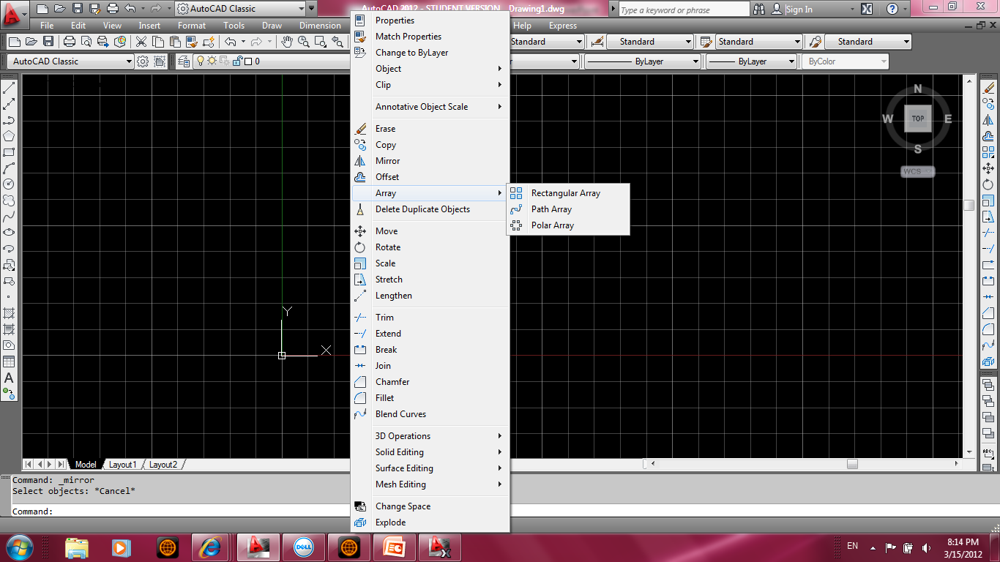 AutoCAD Classic
AutoCAD 2012 - STUDENT VERSION Drawing1.dwg
Type a keyword or phrase
Sign In
File Edit View Insert Format Tools Draw Dimension Help Express
Standard Standard Standard Standard
AutoCAD Classic 0 ByLayer ByLayer ByColor
Properties
Match Properties
Change to ByLayer
Object
Clip
Annotative Object Scale
Erase
Copy
Mirror
Offset
Array
Delete Duplicate Objects
Move
Rotate
Scale
Stretch
Lengthen
Trim
Extend
Break
Join
Chamfer
Fillet
Blend Curves
3D Operations
Solid Editing
Surface Editing
Mesh Editing
Change Space
Explode
Rectangular Array
Path Array
Polar Array
N
W TOP E
S
WCS
Y
X
A
ABC
Model Layout1 Layout2
Command: _mirror
Select objects: *Cancel*
Command:
DELL
EN
8:14 PM
3/15/2012